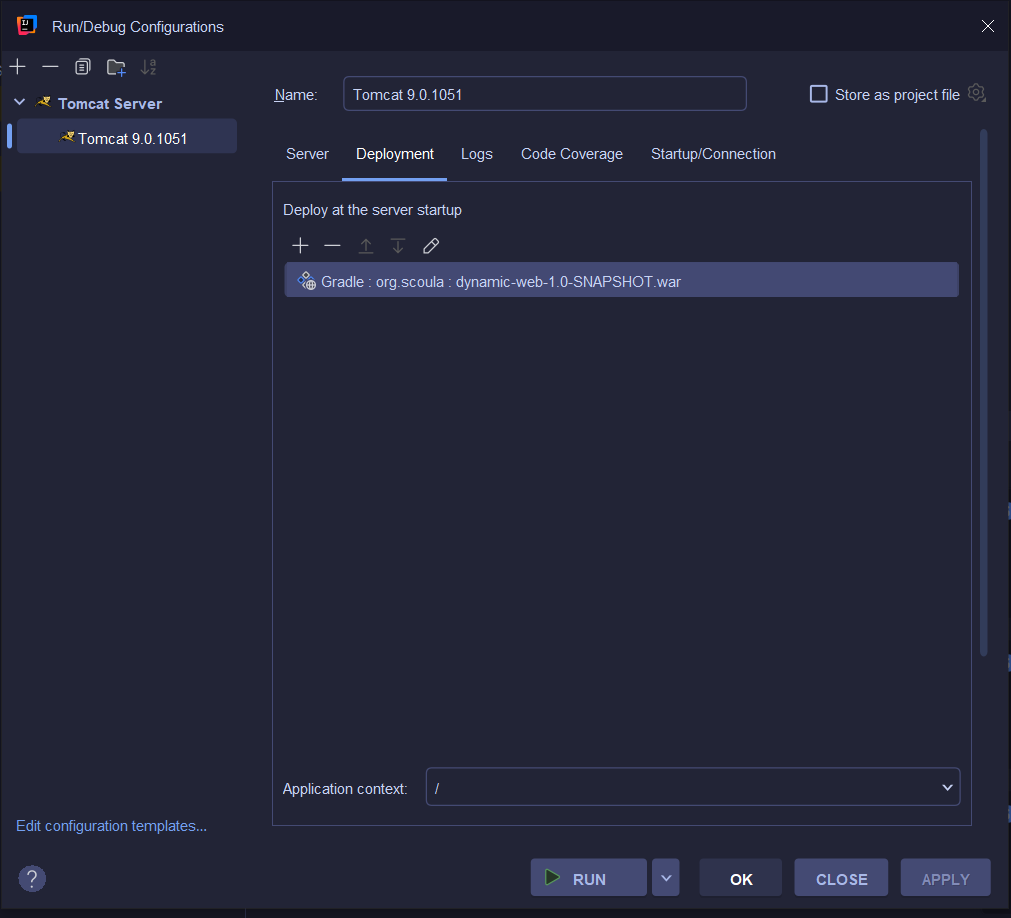 Run/Debug Configurations
Tomcat Server
Tomcat 9.0.1051
Edit configuration templates...
?
Name:
Tomcat 9.0.1051
Store as project file
Server Deployment Logs Code Coverage Startup/Connection
Deploy at the server startup
Gradle : org.scoula : dynamic-web-1.0-SNAPSHOT.war
Application context:
/
RUN
OK
CLOSE
APPLY